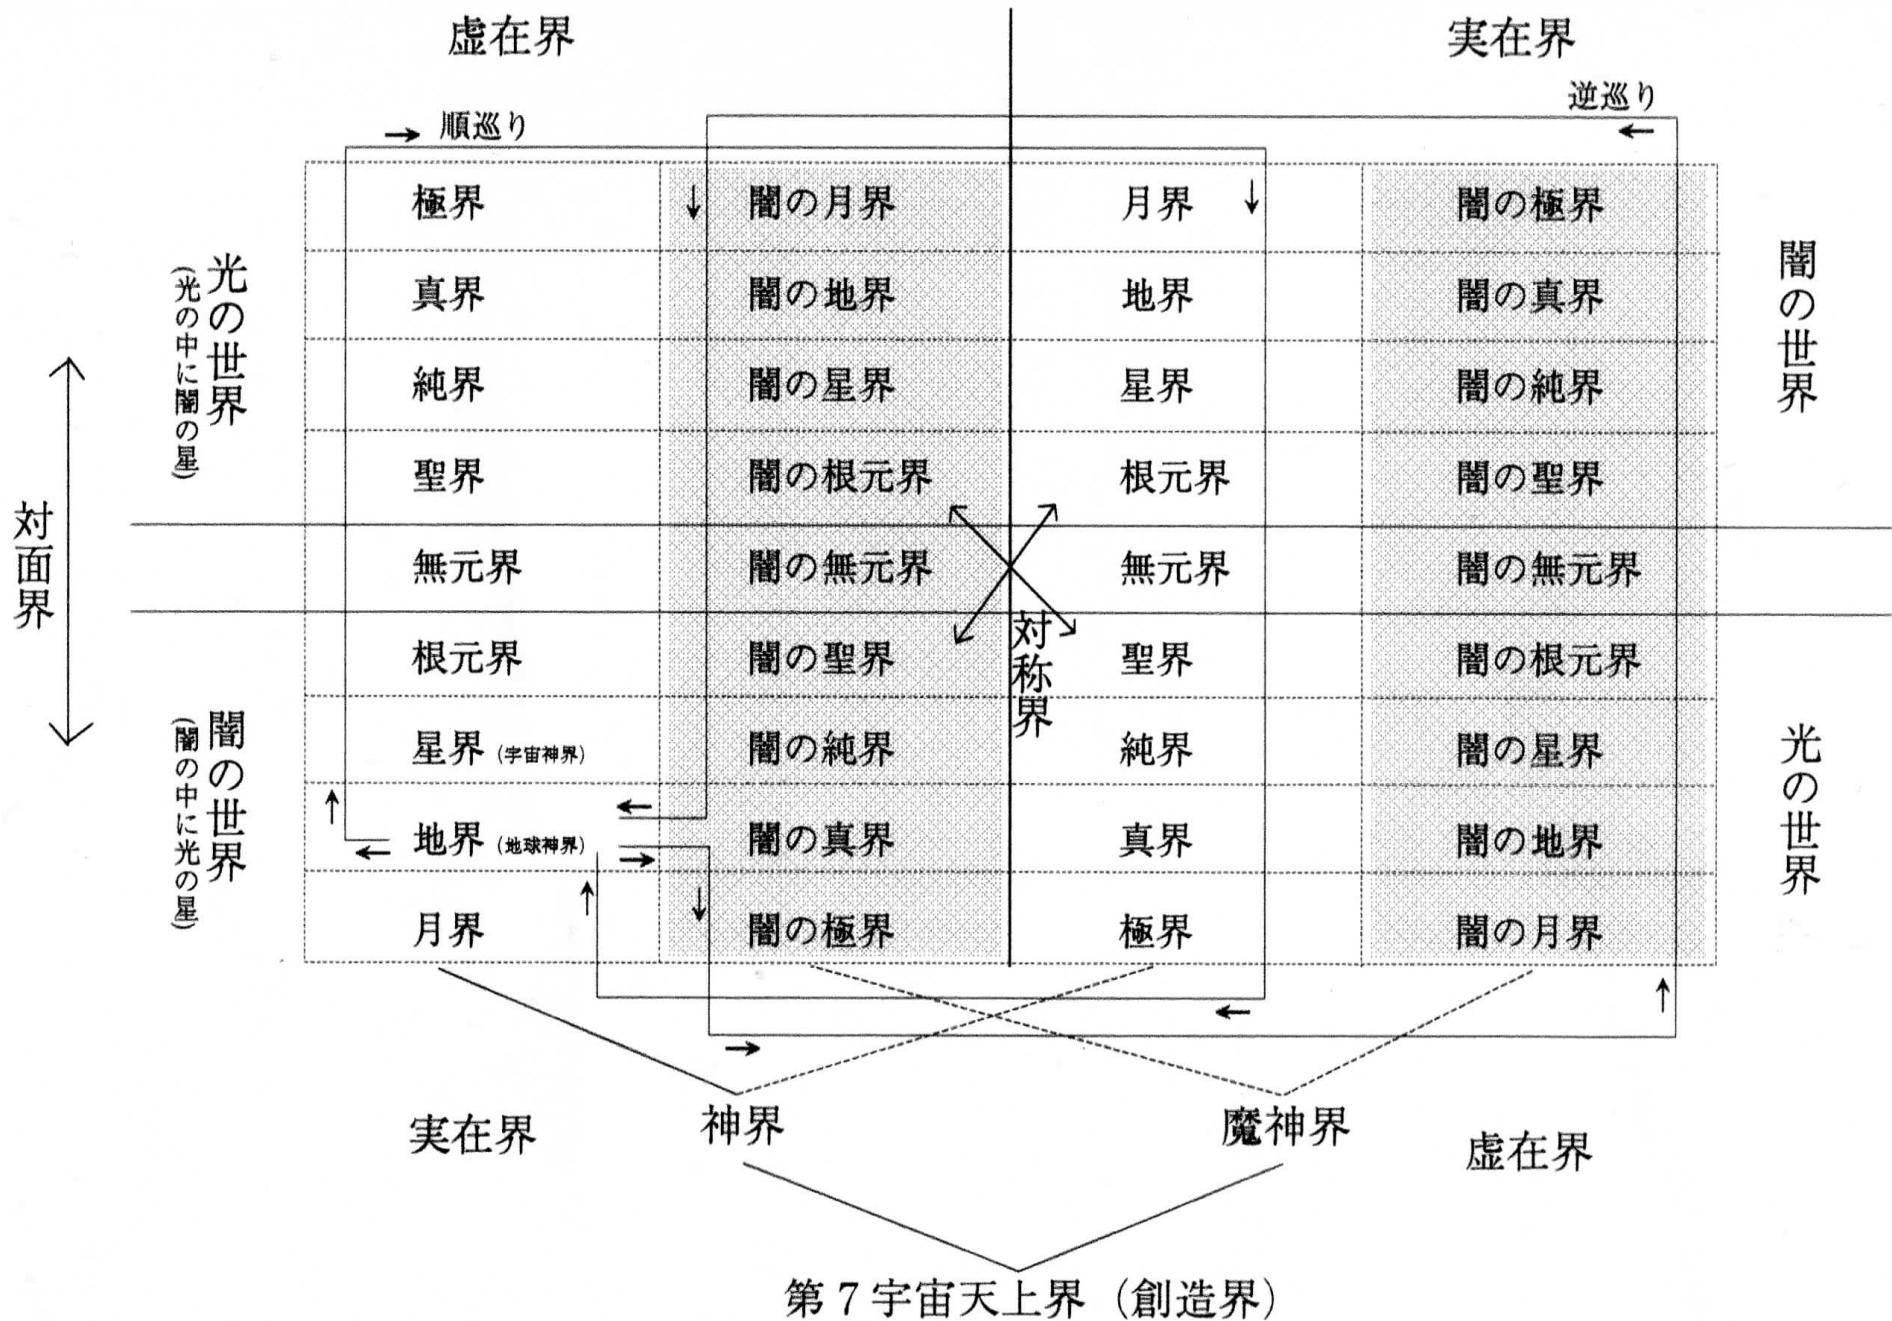 虚在界
実在界
逆巡り
順巡り
極界
闇の月界
月界
闇の極界
真界
闇の地界
地界
闇の真界
純界
闇の星界
星界
闇の純界
聖界
闇の根元界
根元界
闇の聖界
無元界
闇の無元界
無元界
闇の無元界
根元界
闇の聖界
聖界
闇の根元界
星界 (宇宙神界)
闇の純界
純界
闇の星界
地界 (地球神界)
闇の真界
真界
闇の地界
月界
闇の極界
極界
闇の月界
光の世界
(光の中に闇の星)
闇の世界
対面界
対称界
闇の世界
(闇の中に光の星)
光の世界
実在界
神界
魔神界
虚在界
第7宇宙天上界 (創造界)